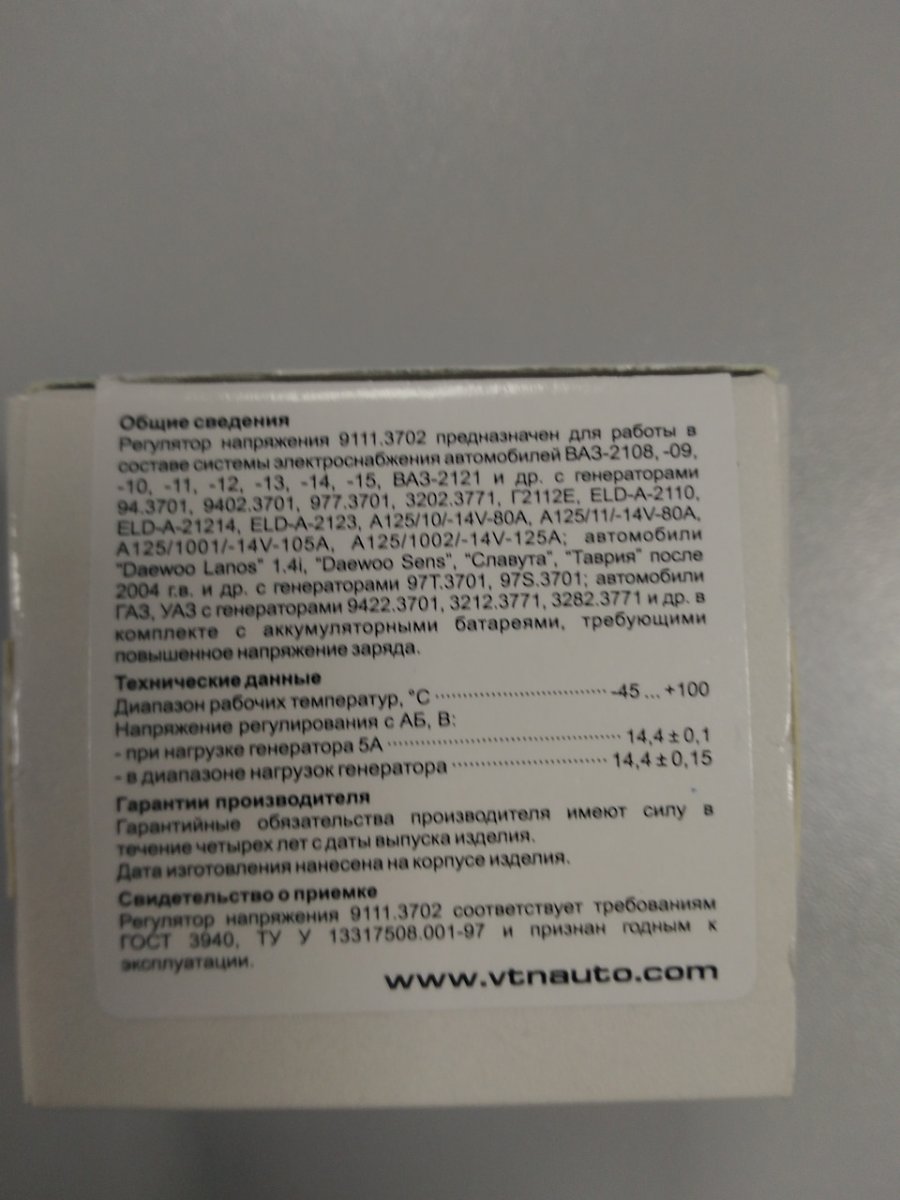 Общие сведения
Регулятор напряжения 9111.3702 предназначен для работы в
составе системы электроснабжения автомобилей ВАЗ-2108, -09,
-10, -11, -12, -13, -14, -15, ВАЗ-2121 и др. с генераторами
94.3701, 9402.3701, 977.3701, 3202.3771, Г2112Е, ELD-A-2110,
ELD-A-21214, ELD-A-2123, А125/10/-14V-80A, А125/11/-14V-80A,
А125/1001/-14V-105A, А125/1002/-14V-125A; автомобили
"Daewoo Lanos" 1.4i, "Daewoo Sens", "Славута", "Таврия" после
2004 г.в. и др. с генераторами 97Т.3701, 97S.3701; автомобили
ГАЗ, УАЗ с генераторами 9422.3701, 3212.3771, 3282.3771 и др. в
комплекте с аккумуляторными батареями, требующими
повышенное напряжение заряда.
Технические данные
Диапазон рабочих температур, °С ................................ -45 ... +100
Напряжение регулирования с АБ, В:
- при нагрузке генератора 5А ........................................... 14,4 ± 0,1
- в диапазоне нагрузок генератора ............................ 14,4 ± 0,15
Гарантии производителя
Гарантийные обязательства производителя имеют силу в
течение четырех лет с даты выпуска изделия.
Дата изготовления нанесена на корпусе изделия.
Свидетельство о приемке
Регулятор напряжения 9111.3702 соответствует требованиям
ГОСТ 3940, ТУ У 13317508.001-97 и признан годным к
эксплуатации.
www.vtnauto.com